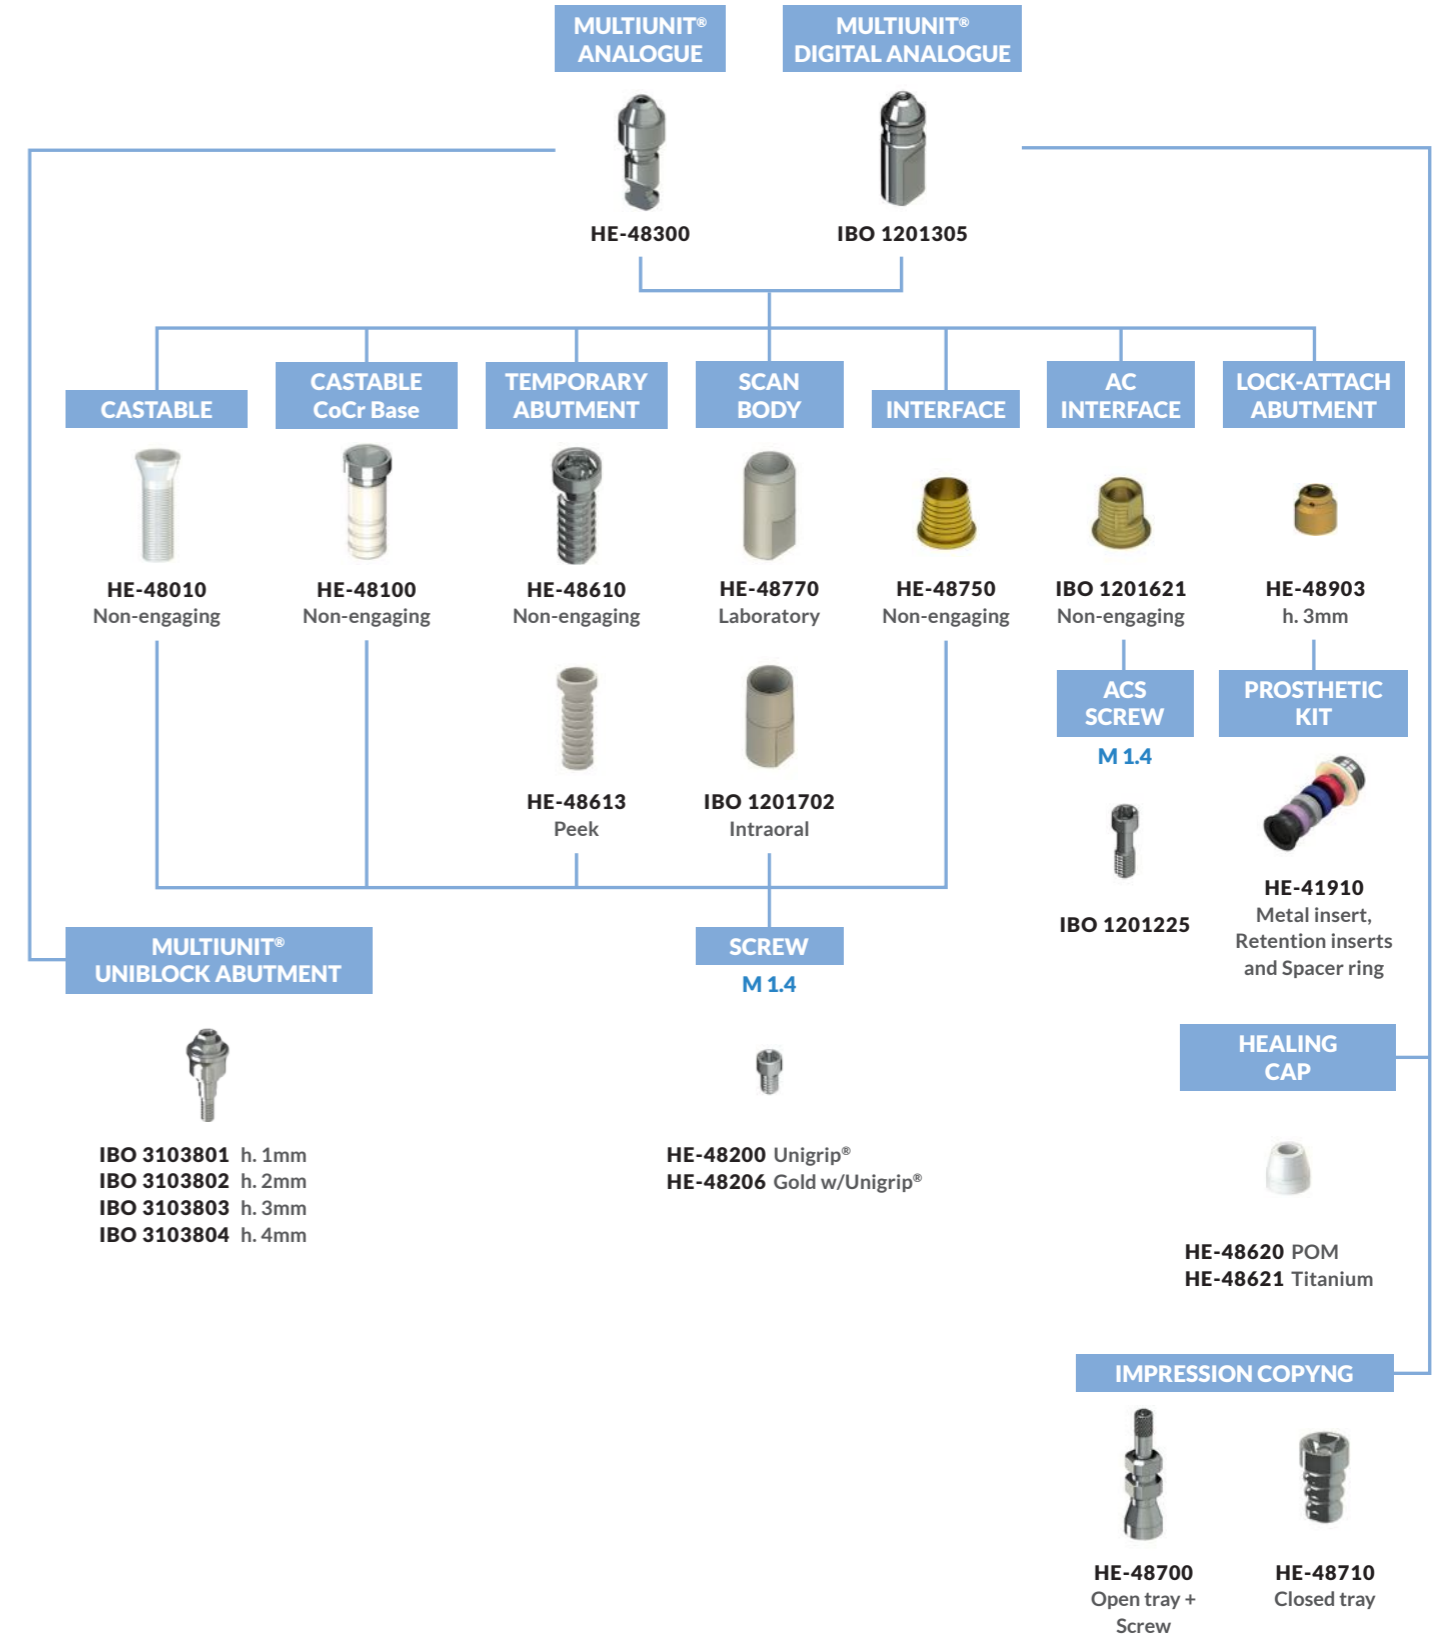 MULTIUNIT®
ANALOGUE
MULTIUNIT®
DIGITAL ANALOGUE
HE-48300
IBO 1201305
CASTABLE
CASTABLE
CoCr Base
TEMPORARY
ABUTMENT
SCAN
BODY
INTERFACE
AC
INTERFACE
LOCK-ATTACH
ABUTMENT
HE-48010
Non-engaging
HE-48100
Non-engaging
HE-48610
Non-engaging
HE-48770
Laboratory
HE-48750
Non-engaging
IBO 1201621
Non-engaging
HE-48903
h. 3mm
HE-48613
Peek
IBO 1201702
Intraoral
ACS
SCREW
M 1.4
IBO 1201225
PROSTHETIC
KIT
HE-41910
Metal insert,
Retention inserts
and Spacer ring
MULTIUNIT®
UNIBLOCK ABUTMENT
IBO 3103801 h. 1mm
IBO 3103802 h. 2mm
IBO 3103803 h. 3mm
IBO 3103804 h. 4mm
SCREW
M 1.4
HE-48200 Unigrip®
HE-48206 Gold w/Unigrip®
HEALING
CAP
HE-48620 POM
HE-48621 Titanium
IMPRESSION COPYNG
HE-48700
Open tray +
Screw
HE-48710
Closed tray